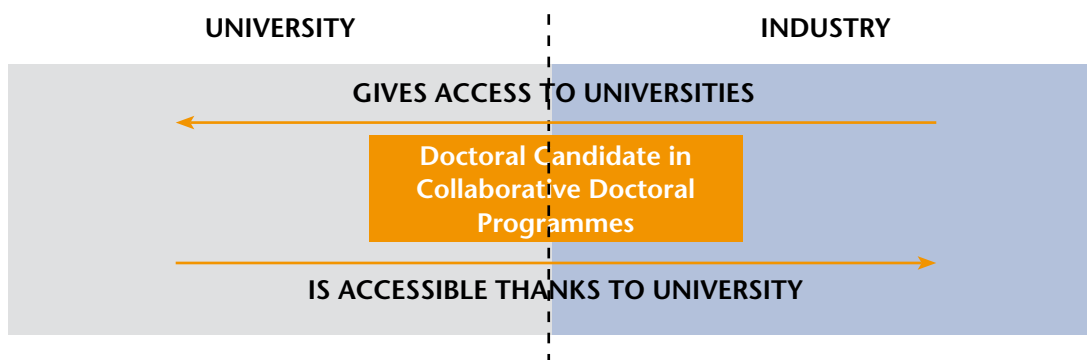 UNIVERSITY
INDUSTRY
GIVES ACCESS TO UNIVERSITIES
Doctoral Candidate in
Collaborative Doctoral
Programmes
IS ACCESSIBLE THANKS TO UNIVERSITY